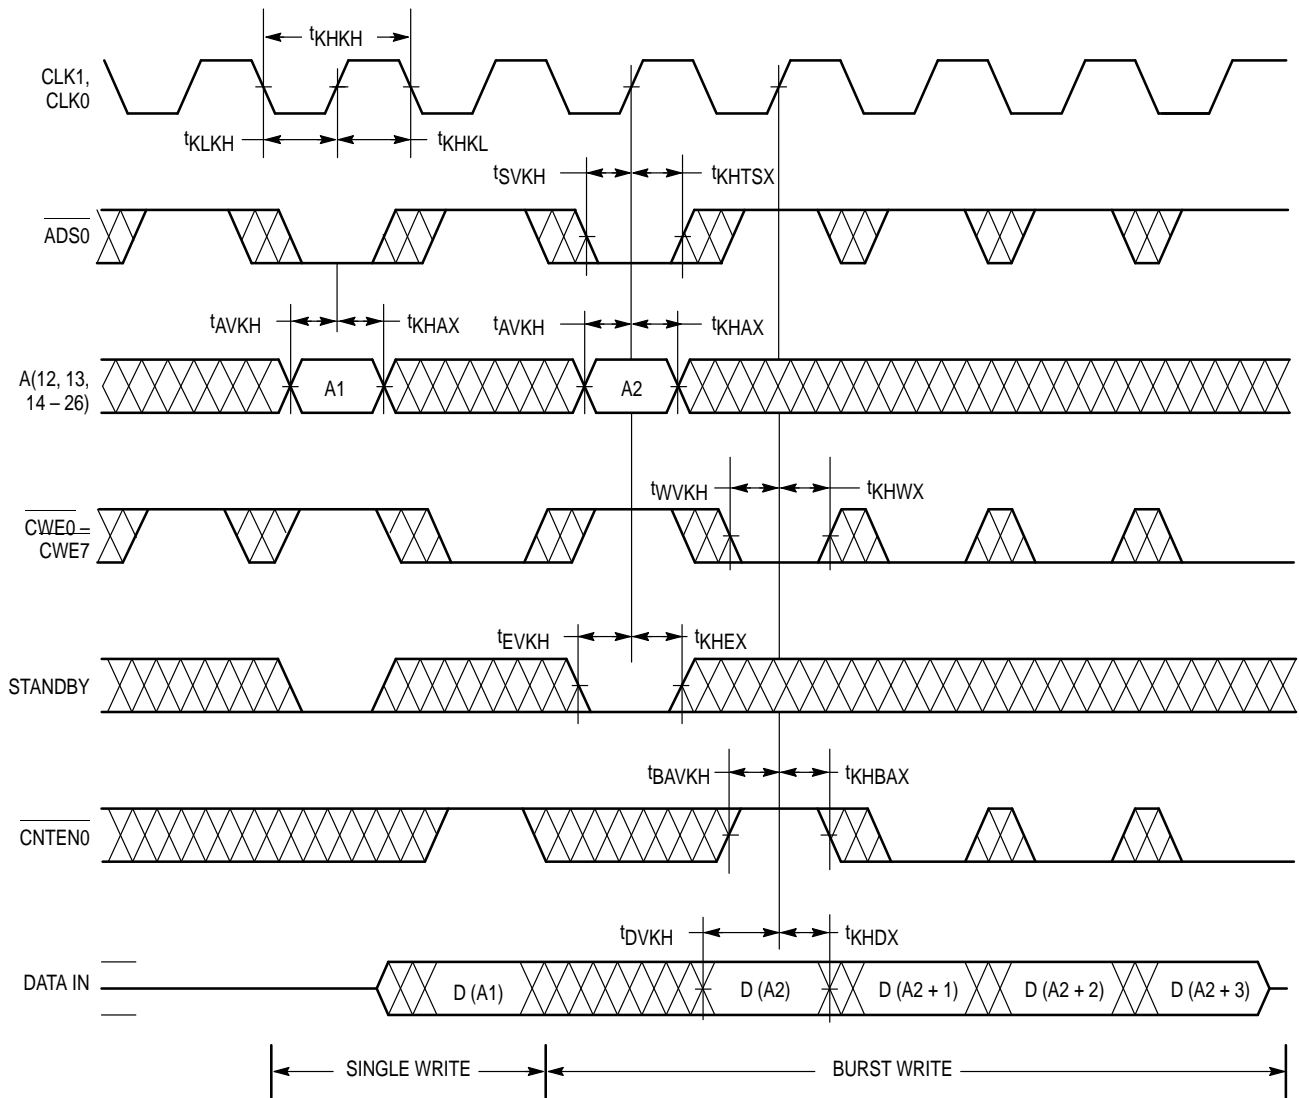 tKHKH
CLK1,
CLK0
tKLKH
tKHKL
tSVKH
tKHTSX
ADS0
tAVKH
tKHAX
tAVKH
tKHAX
A(12, 13,
14 – 26)
A1
A2
tWVKH
tKHWX
CWE0 –
CWE7
tEVKH
tKHEX
STANDBY
tBAVKH
tKHBAX
CNTEN0
tDVKH
tKHDX
DATA IN
D (A1)
D (A2)
D (A2 + 1)
D (A2 + 2)
D (A2 + 3)
SINGLE WRITE
BURST WRITE